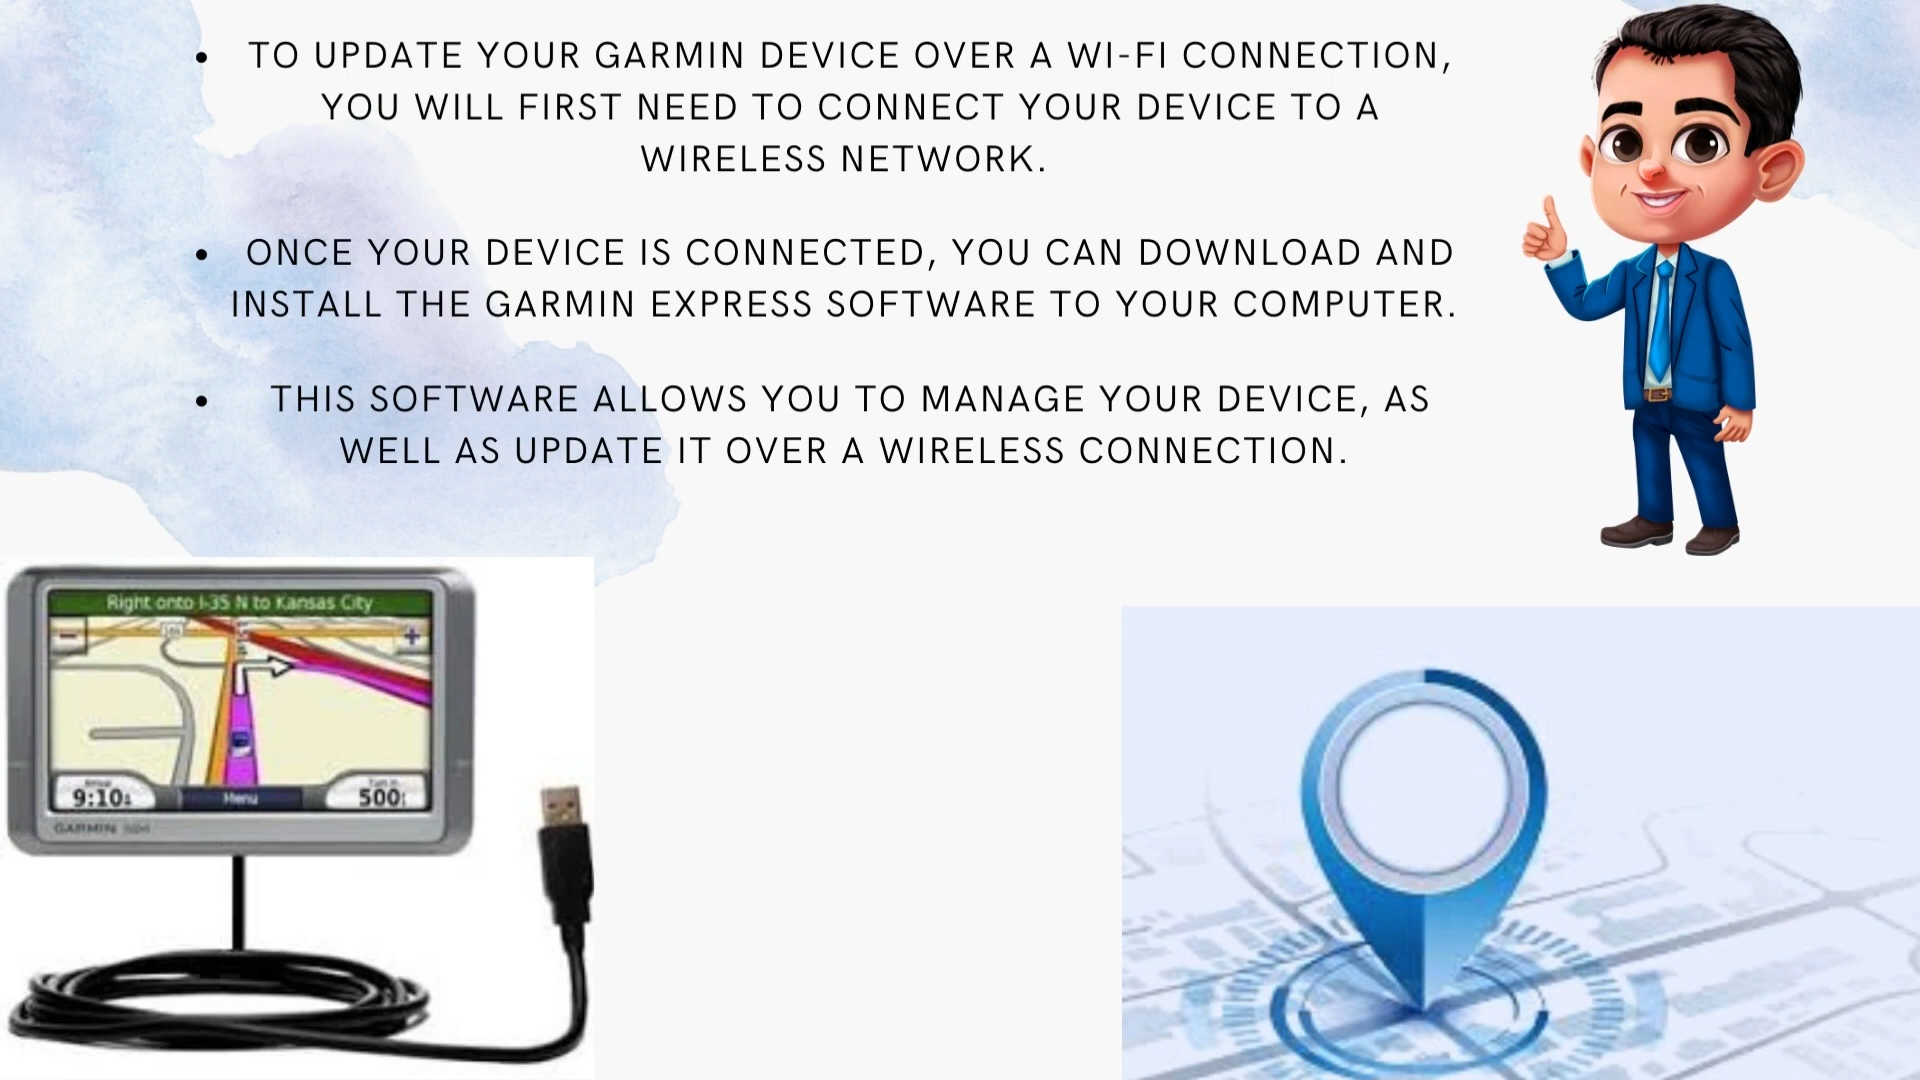 • TO UPDATE YOUR GARMIN DEVICE OVER A WI-FI CONNECTION,
YOU WILL FIRST NEED TO CONNECT YOUR DEVICE TO A
WIRELESS NETWORK.
• ONCE YOUR DEVICE IS CONNECTED, YOU CAN DOWNLOAD AND
INSTALL THE GARMIN EXPRESS SOFTWARE TO YOUR COMPUTER.
• THIS SOFTWARE ALLOWS YOU TO MANAGE YOUR DEVICE, AS
WELL AS UPDATE IT OVER A WIRELESS CONNECTION.
Right onto I-35 N to Kansas City
Arrival
9:10
Turn In
500
Menu
GARMIN